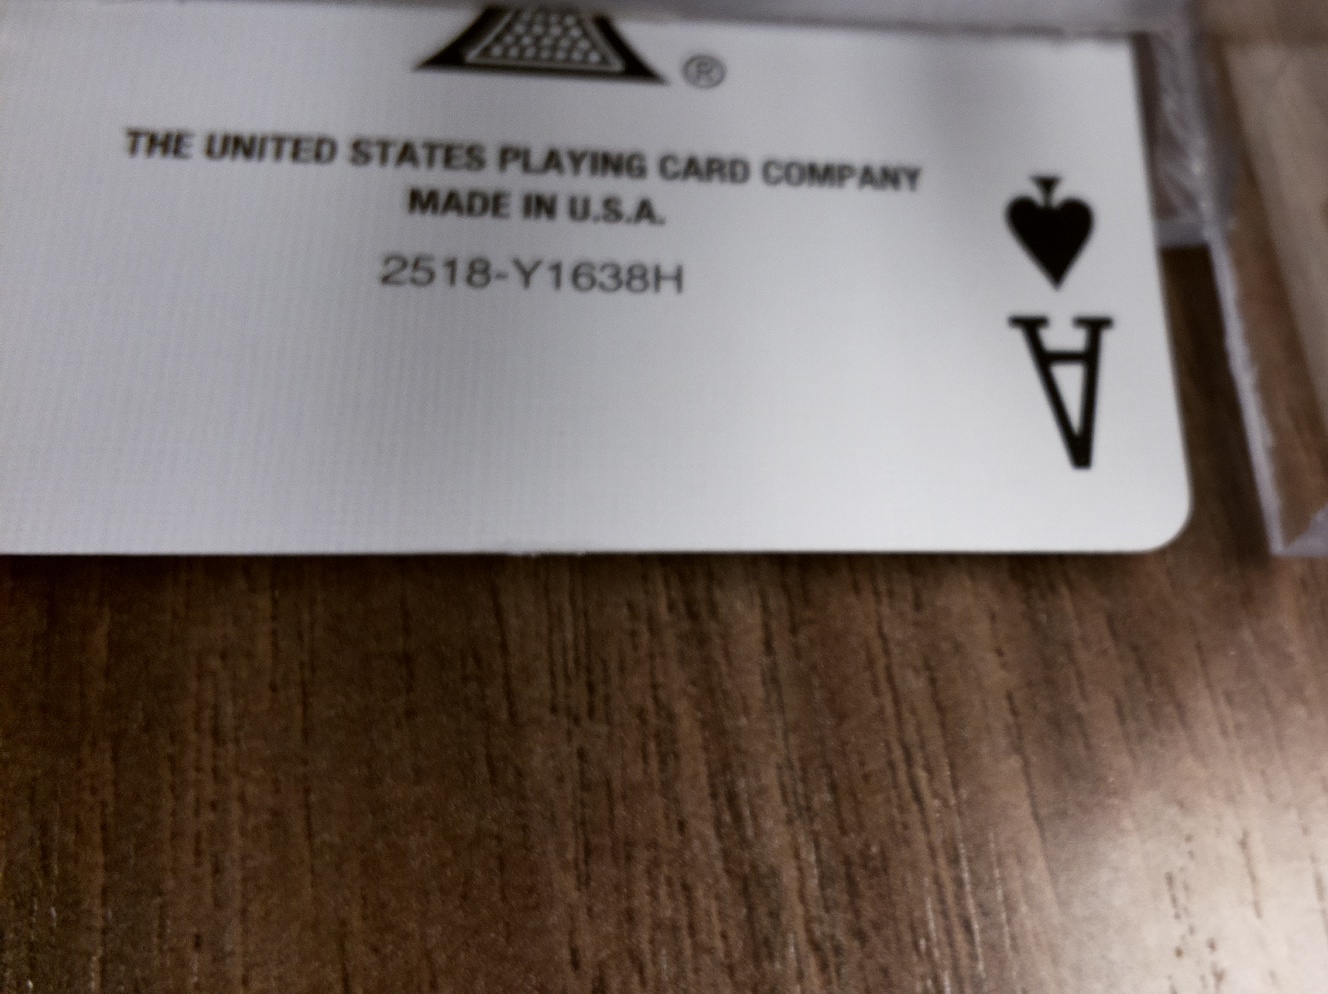 ®
THE UNITED STATES PLAYING CARD COMPANY
MADE IN U.S.A.
2518-Y1638H
A